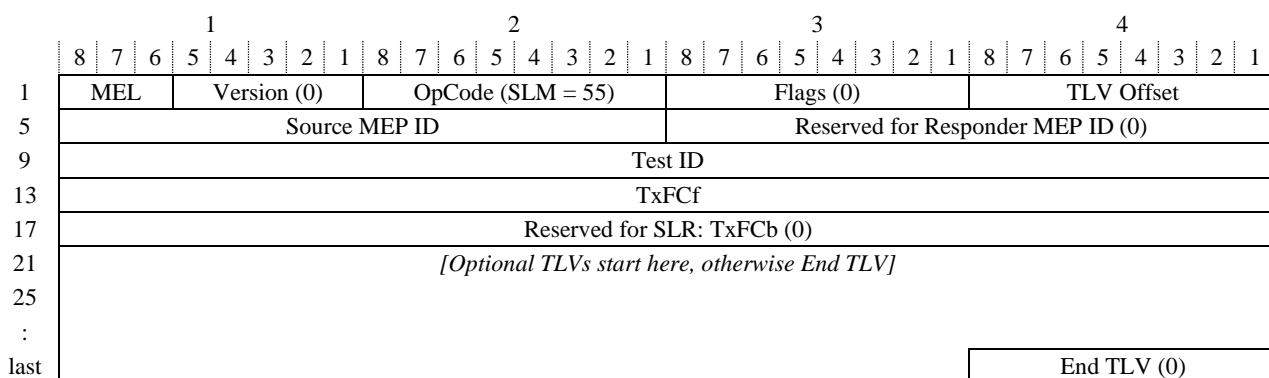 1 2 3 4
8 7 6 5 4 3 2 1 8 7 6 5 4 3 2 1 8 7 6 5 4 3 2 1 8 7 6 5 4 3 2 1
1 MEL Version (0) OpCode (SLM = 55) Flags (0) TLV Offset
5 Source MEP ID Reserved for Responder MEP ID (0)
9 Test ID
13 TxFCf
17 Reserved for SLR: TxFCb (0)
21 [Optional TLVs start here, otherwise End TLV]
25
:
last End TLV (0)